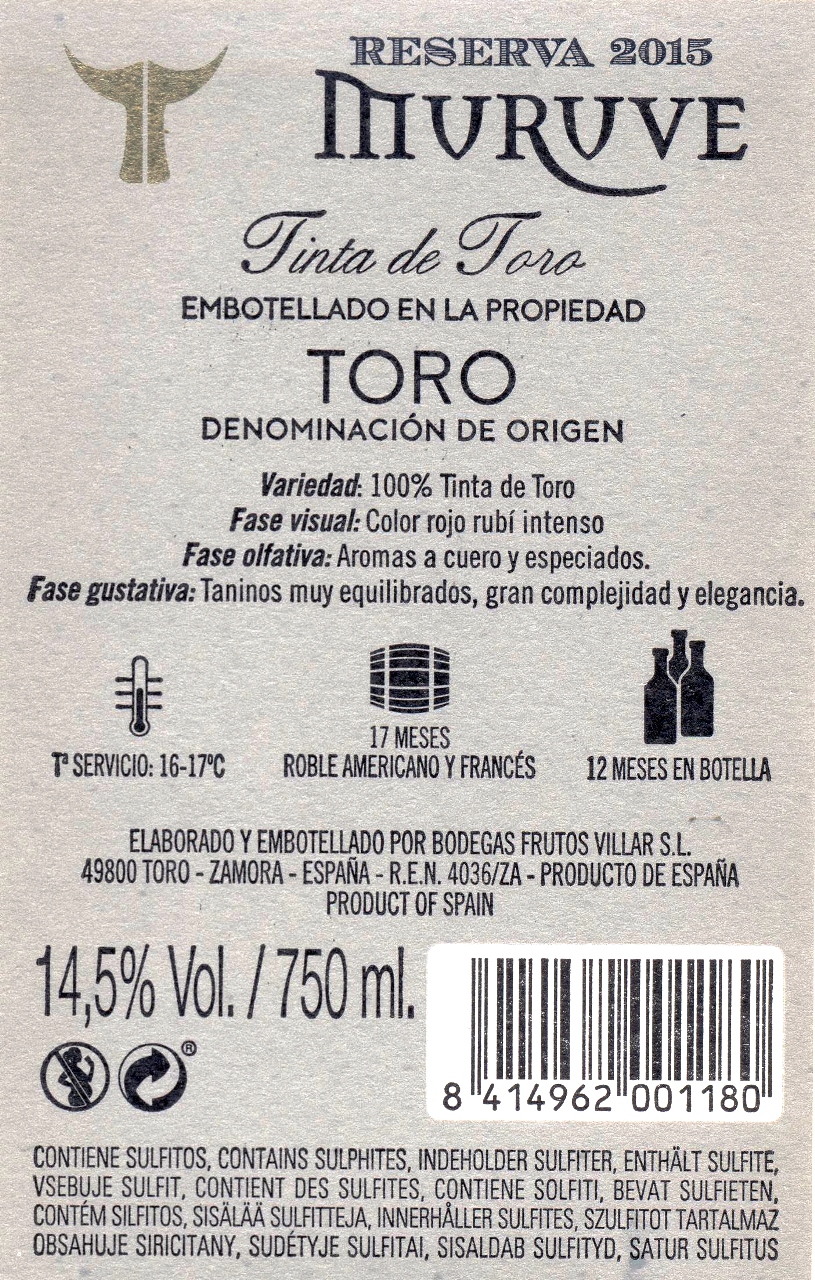 RESERVA 2015
MURUVE
Tinta de Toro
EMBOTELLADO EN LA PROPIEDAD
TORO
DENOMINACIÓN DE ORIGEN
Variedad: 100% Tinta de Toro
Fase visual: Color rojo rubí intenso
Fase olfativa: Aromas a cuero y especiados.
Fase gustativa: Taninos muy equilibrados, gran complejidad y elegancia.
Tª SERVICIO: 16-17ºC
17 MESES
ROBLE AMERICANO Y FRANCÉS
12 MESES EN BOTELLA
ELABORADO Y EMBOTELLADO POR BODEGAS FRUTOS VILLAR S.L.
49800 TORO - ZAMORA - ESPAÑA - R.E.N. 4036/ZA - PRODUCTO DE ESPAÑA
PRODUCT OF SPAIN
14,5% Vol. / 750 ml.
®
8 414962 001180
CONTIENE SULFITOS, CONTAINS SULPHITES, INDEHOLDER SULFITER, ENTHÄLT SULFITE,
VSEBUJE SULFIT, CONTIENT DES SULFITES, CONTIENE SOLFITI, BEVAT SULFIETEN,
CONTÉM SILFITOS, SISÄLÄÄ SULFITTEJA, INNERHÅLLER SULFITES, SZULFITOT TARTALMAZ
OBSAHUJE SIRICITANY, SUDÉTYJE SULFITAI, SISALDAB SULFITYD, SATUR SULFITUS